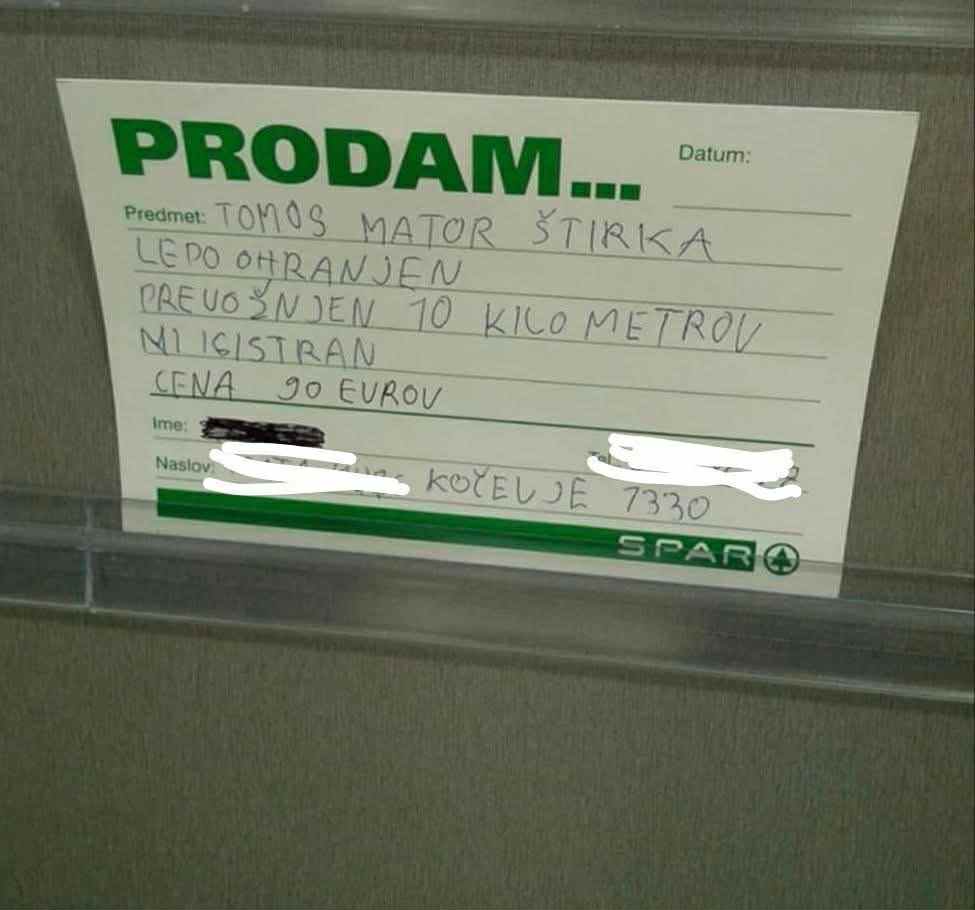 PRODAM...
Datum:
Predmet: TOMOS MATOR ŠTIRKA
LEPO OHRANJEN
PREVOŽNJEN 10 KILOMETROV
NI IGISTRAN
CENA 90 EUROV
Ime:
Naslov: KOČEVJE 1330
SPAR